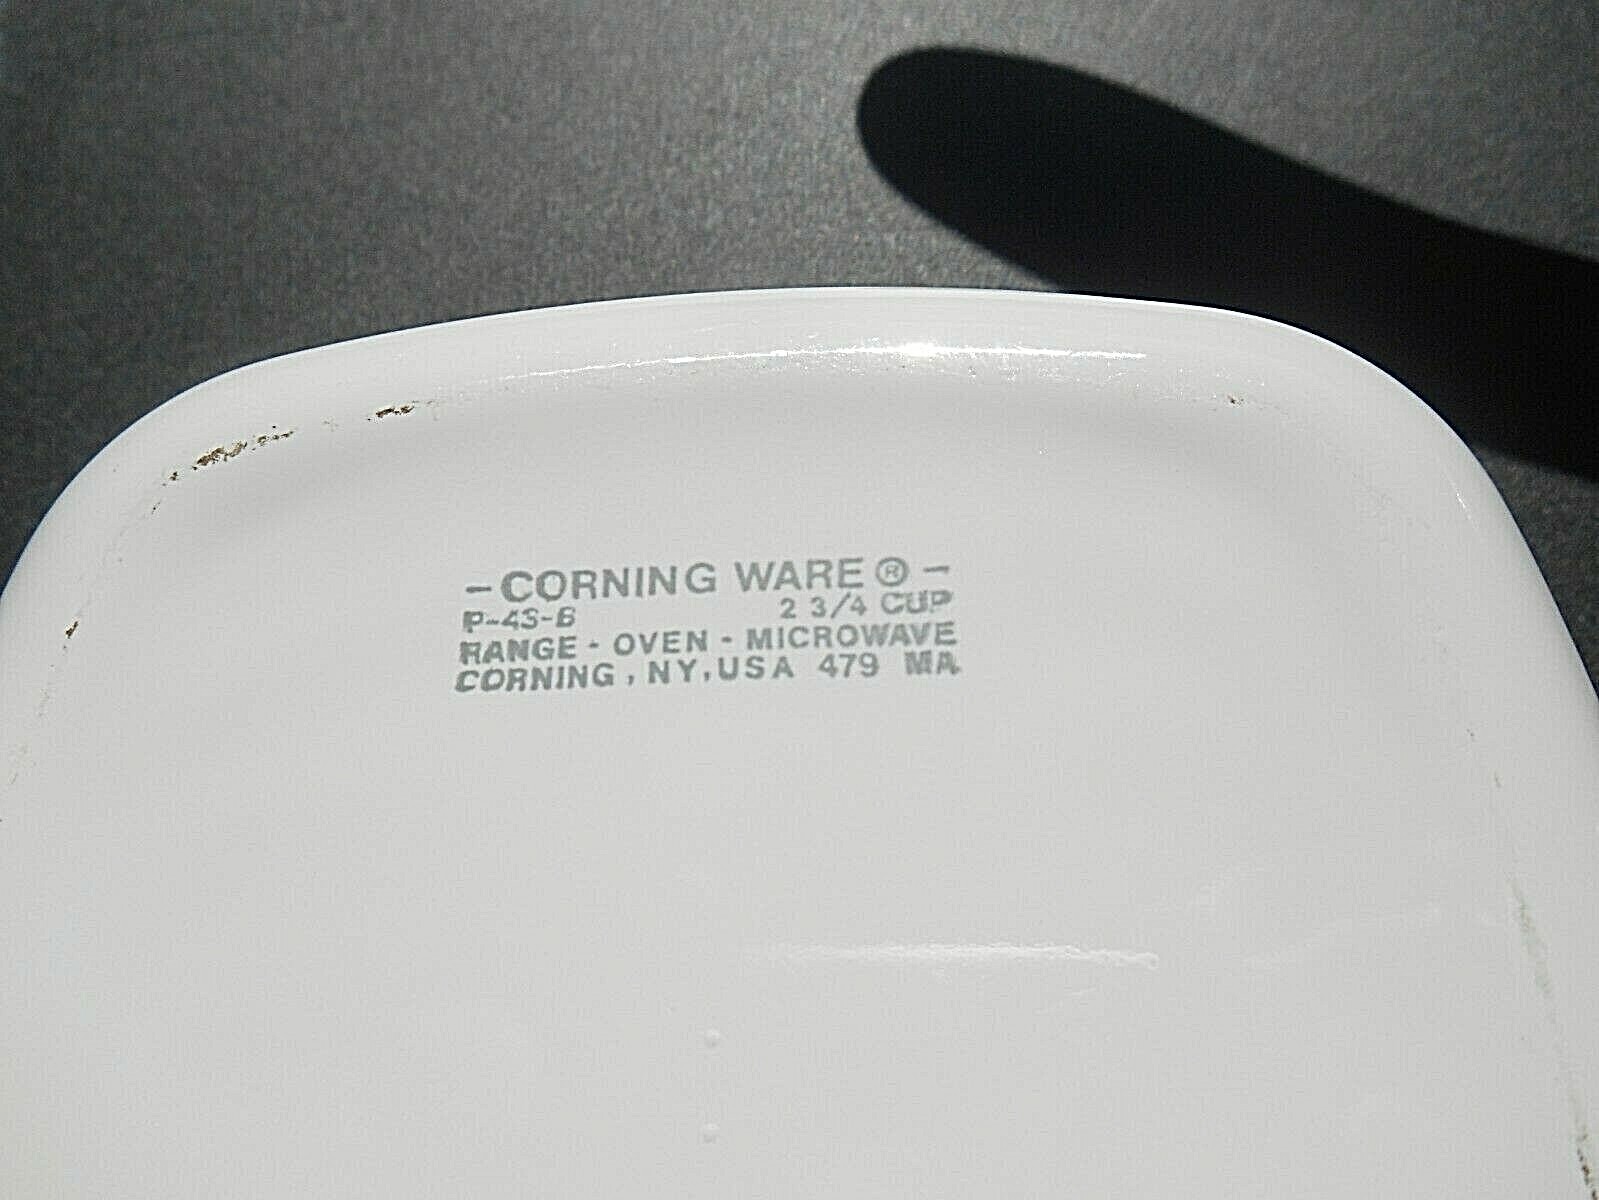 - CORNING WARE ® -
P-43-B 2 3/4 CUP
RANGE - OVEN - MICROWAVE
CORNING, NY, USA 479 MA